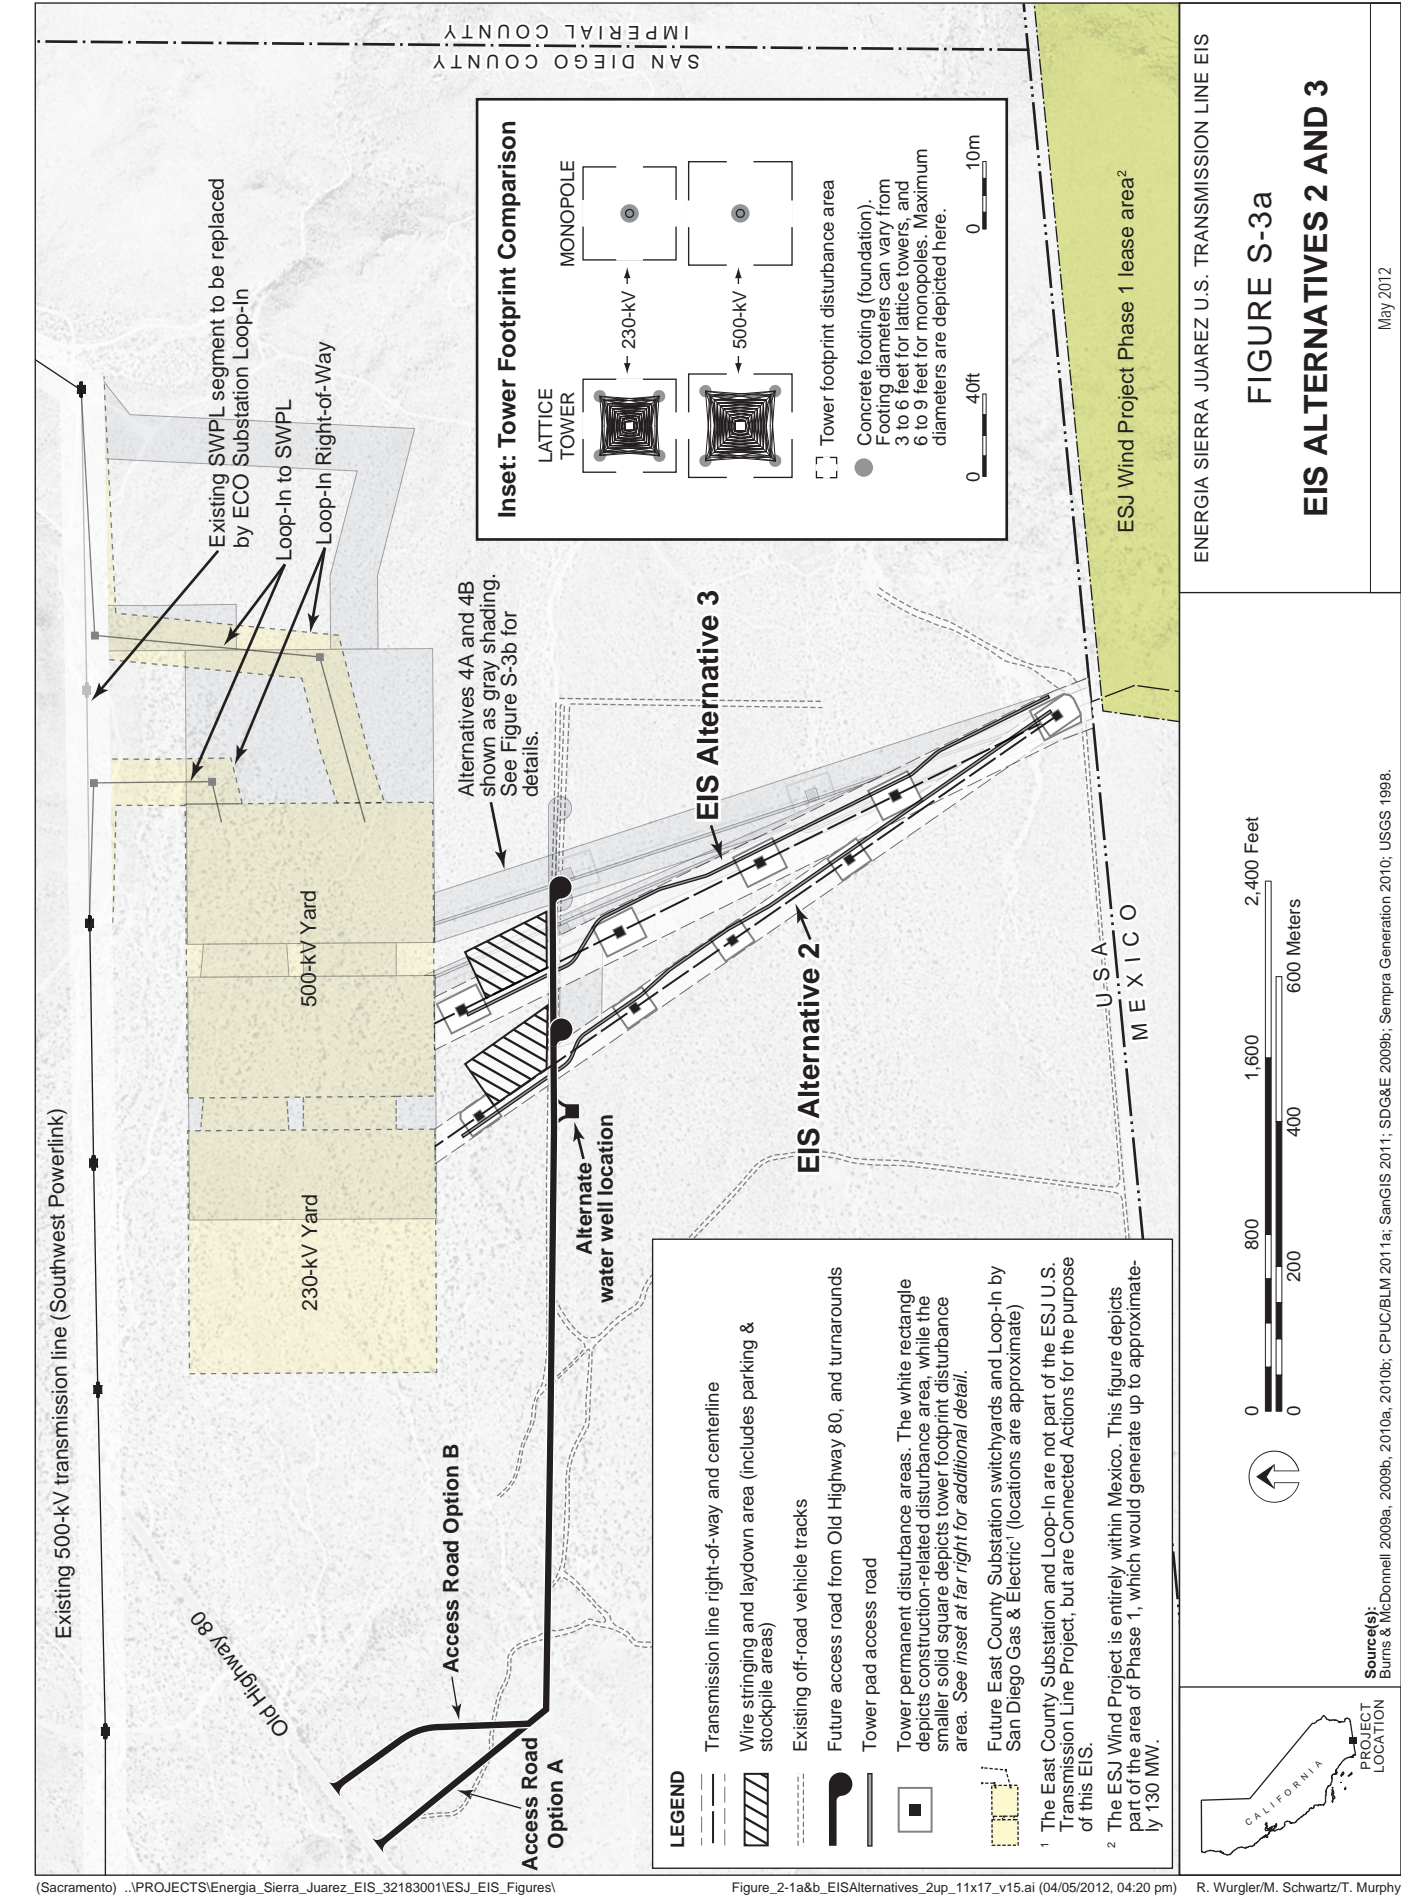 Existing 500-kV transmission line (Southwest Powerlink)
SAN DIEGO COUNTY
IMPERIAL COUNTY
Existing SWPL segment to be replaced
by ECO Substation Loop-In
Loop-In to SWPL
Loop-In Right-of-Way
Old Highway 80
230-kV Yard
500-kV Yard
Access Road Option B
Access Road
Option A
Alternate
water well location
Alternatives 4A and 4B
shown as gray shading.
See Figure S-3b for
details.
EIS Alternative 3
EIS Alternative 2
U S A
M E X I C O
ESJ Wind Project Phase 1 lease area2
Inset: Tower Footprint Comparison
LATTICE
TOWER
MONOPOLE
230-kV
500-kV
Tower footprint disturbance area
Concrete footing (foundation).
Footing diameters can vary from
3 to 6 feet for lattice towers, and
6 to 9 feet for monopoles. Maximum
diameters are depicted here.
0 40ft
0 10m
LEGEND
Transmission line right-of-way and centerline
Wire stringing and laydown area (includes parking &
stockpile areas)
Existing off-road vehicle tracks
Future access road from Old Highway 80, and turnarounds
Tower pad access road
Tower permanent disturbance areas. The white rectangle
depicts construction-related disturbance area, while the
smaller solid square depicts tower footprint disturbance
area. See inset at far right for additional detail.
Future East County Substation switchyards and Loop-In by
San Diego Gas & Electric1 (locations are approximate)
1 The East County Substation and Loop-In are not part of the ESJ U.S.
Transmission Line Project, but are Connected Actions for the purpose
of this EIS.
2 The ESJ Wind Project is entirely within Mexico. This figure depicts
part of the area of Phase 1, which would generate up to approximate-
ly 130 MW.
CALIFORNIA
PROJECT
LOCATION
0 800 1,600 2,400 Feet
0 200 400 600 Meters
Source(s):
Burns & McDonnell 2009a, 2009b, 2010a, 2010b; CPUC/BLM 2011a; SanGIS 2011; SDG&E 2009b; Sempra Generation 2010; USGS 1998.
ENERGIA SIERRA JUAREZ U.S. TRANSMISSION LINE EIS
FIGURE S-3a
EIS ALTERNATIVES 2 AND 3
May 2012
(Sacramento) ..\PROJECTS\Energia_Sierra_Juarez_EIS_32183001\ESJ_EIS_Figures\
Figure_2-1a&b_EISAlternatives_2up_11x17_v15.ai (04/05/2012, 04:20 pm)
R. Wurgler/M. Schwartz/T. Murphy